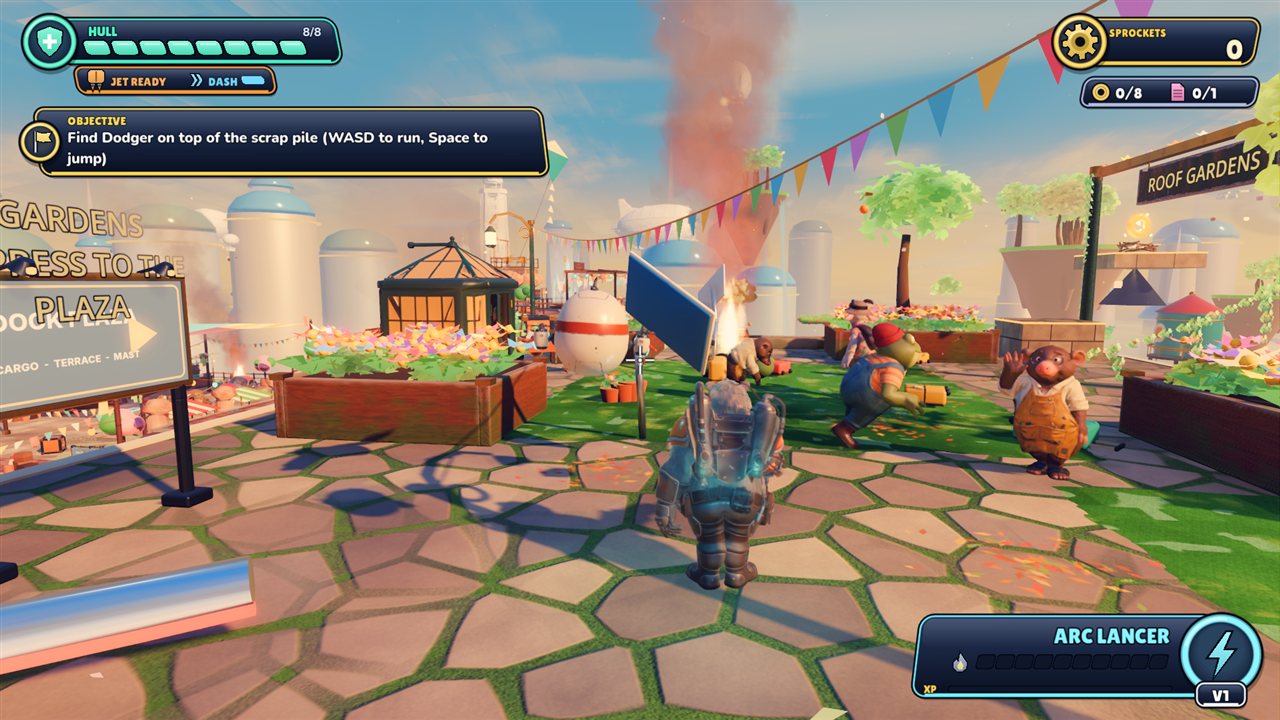 HULL
8/8
JET READY
DASH
OBJECTIVE
Find Dodger on top of the scrap pile (WASD to run, Space to
jump)
SPROCKETS
0
0/8
0/1
ROOF GARDENS
GARDENS
TO THE
PLAZA
CARGO - TERRACE - MAST
ARC LANCER
XP
V1